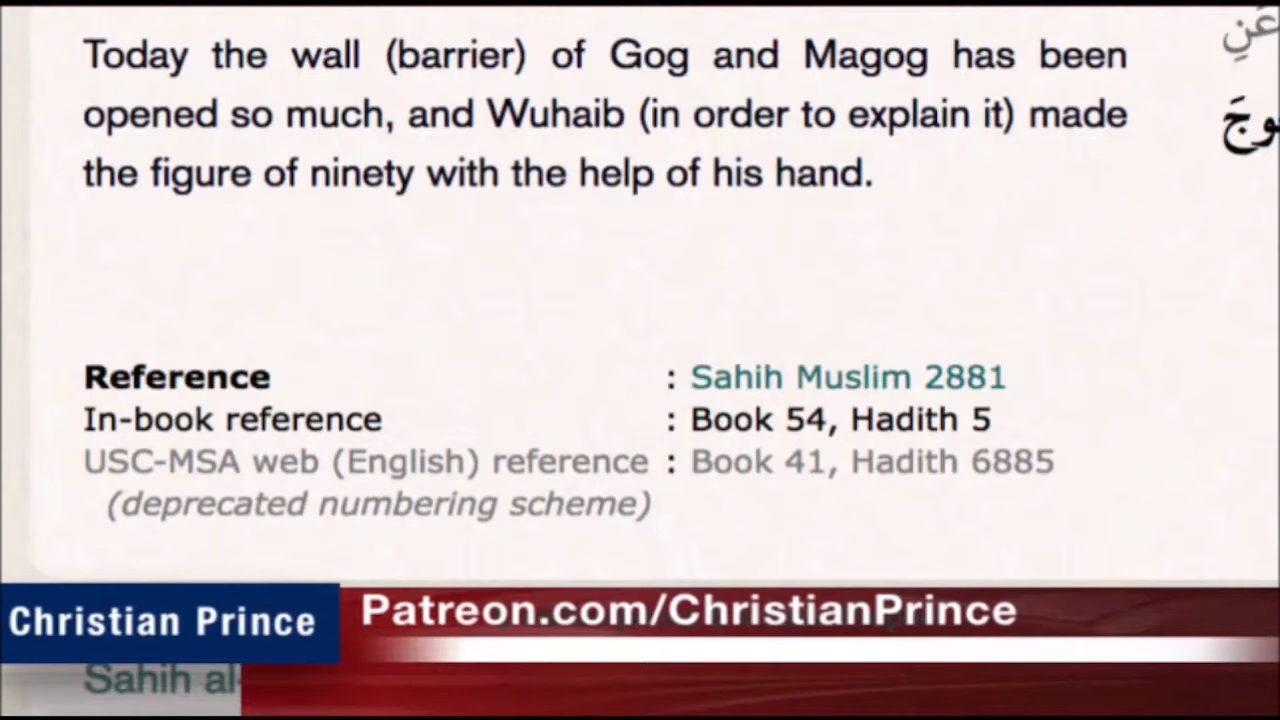 Today the wall (barrier) of Gog and Magog has been
opened so much, and Wuhaib (in order to explain it) made
the figure of ninety with the help of his hand.
عَنِ
وجَ
Reference : Sahih Muslim 2881
In-book reference : Book 54, Hadith 5
USC-MSA web (English) reference : Book 41, Hadith 6885
(deprecated numbering scheme)
Christian Prince
Patreon.com/ChristianPrince
Sahih al-